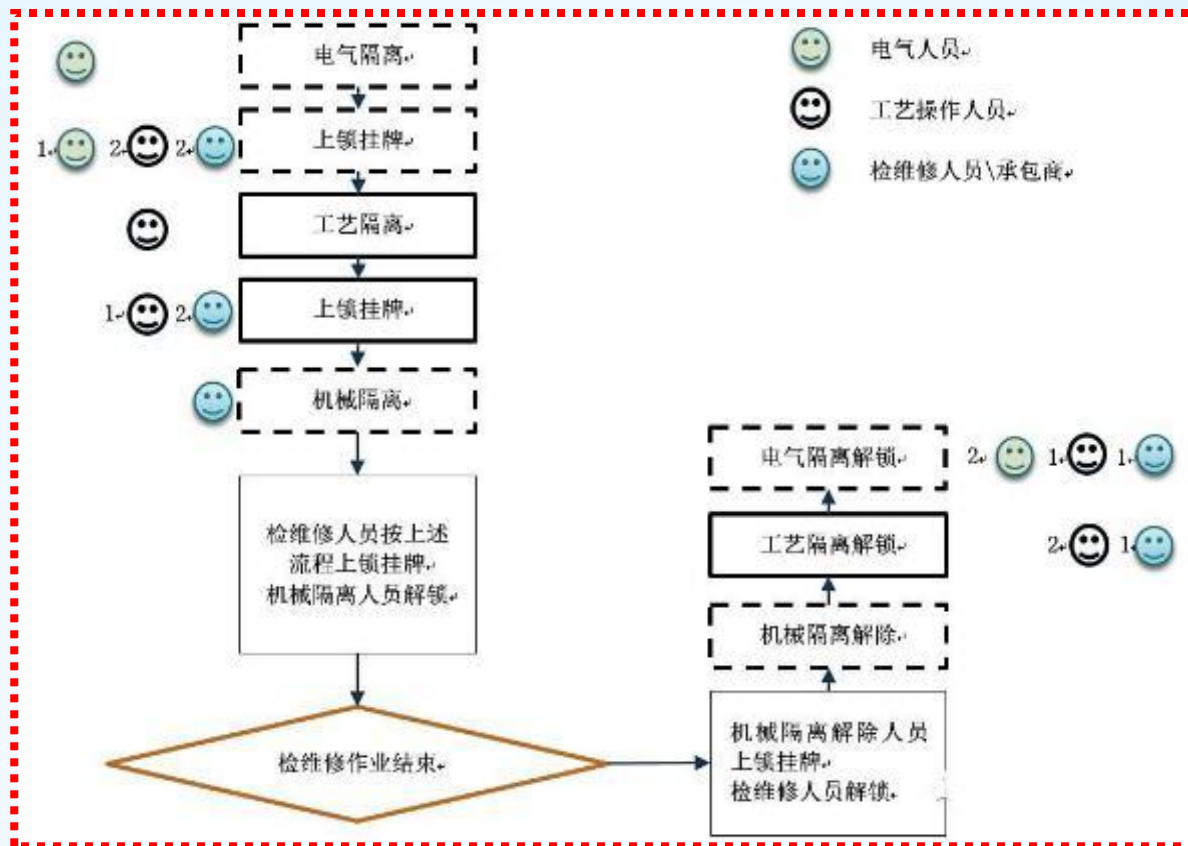 电气隔离
上锁挂牌
1 2 2
工艺隔离
上锁挂牌
1 2
机械隔离
检维修人员按上述
流程上锁挂牌
机械隔离人员解锁
检维修作业结束
电气人员
工艺操作人员
检维修人员\承包商
电气隔离解锁
2 1 1
工艺隔离解锁
2 1
机械隔离解除
机械隔离解除人员
上锁挂牌
检维修人员解锁